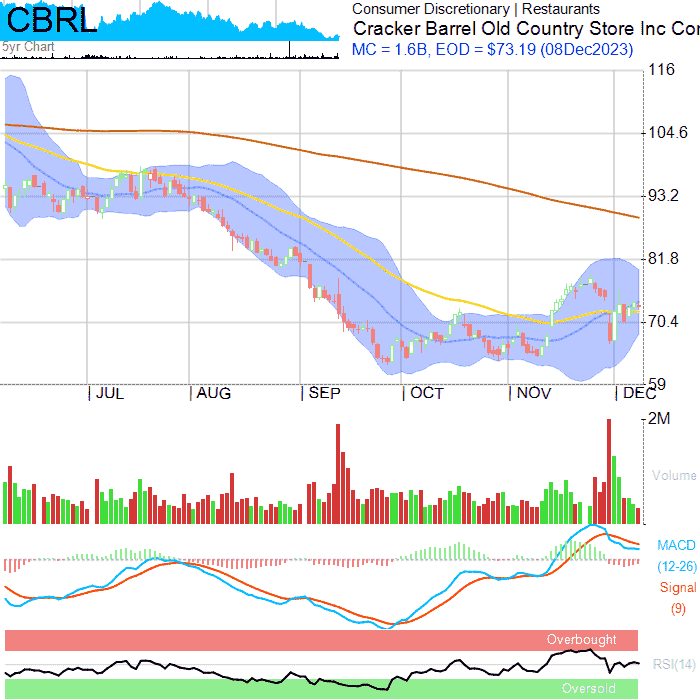 CBRL
5yr Chart
Consumer Discretionary | Restaurants
Cracker Barrel Old Country Store Inc Cor
MC = 1.6B, EOD = $73.19 (08Dec2023)
116
104.6
93.2
81.8
70.4
59
JUL AUG SEP OCT NOV DEC
2M
Volume
MACD
(12-26)
Signal
(9)
Overbought
RSI(14)
Oversold